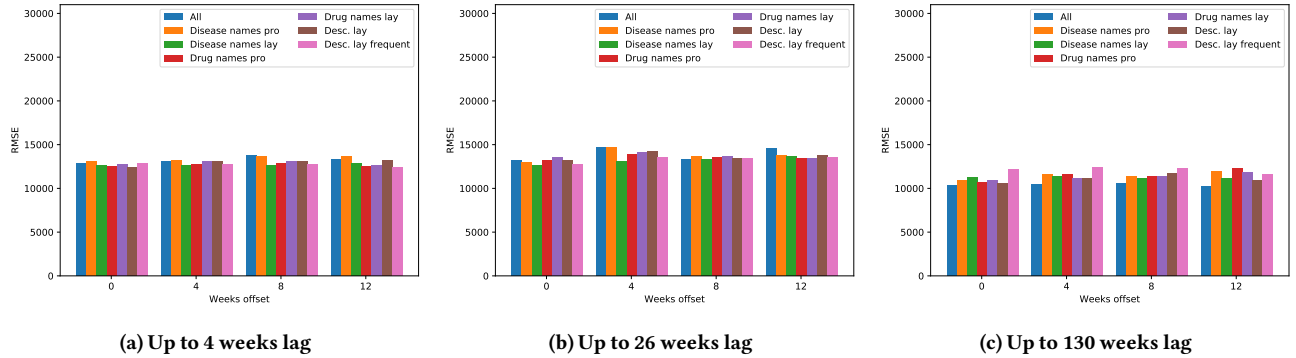 30000
25000
20000
15000
10000
5000
0
RMSE
All
Disease names pro
Disease names lay
Drug names pro
Drug names lay
Desc. lay
Desc. lay frequent
0 4 8 12
Weeks offset
(a) Up to 4 weeks lag
30000
25000
20000
15000
10000
5000
0
RMSE
All
Disease names pro
Disease names lay
Drug names pro
Drug names lay
Desc. lay
Desc. lay frequent
0 4 8 12
Weeks offset
(b) Up to 26 weeks lag
30000
25000
20000
15000
10000
5000
0
RMSE
All
Disease names pro
Disease names lay
Drug names pro
Drug names lay
Desc. lay
Desc. lay frequent
0 4 8 12
Weeks offset
(c) Up to 130 weeks lag